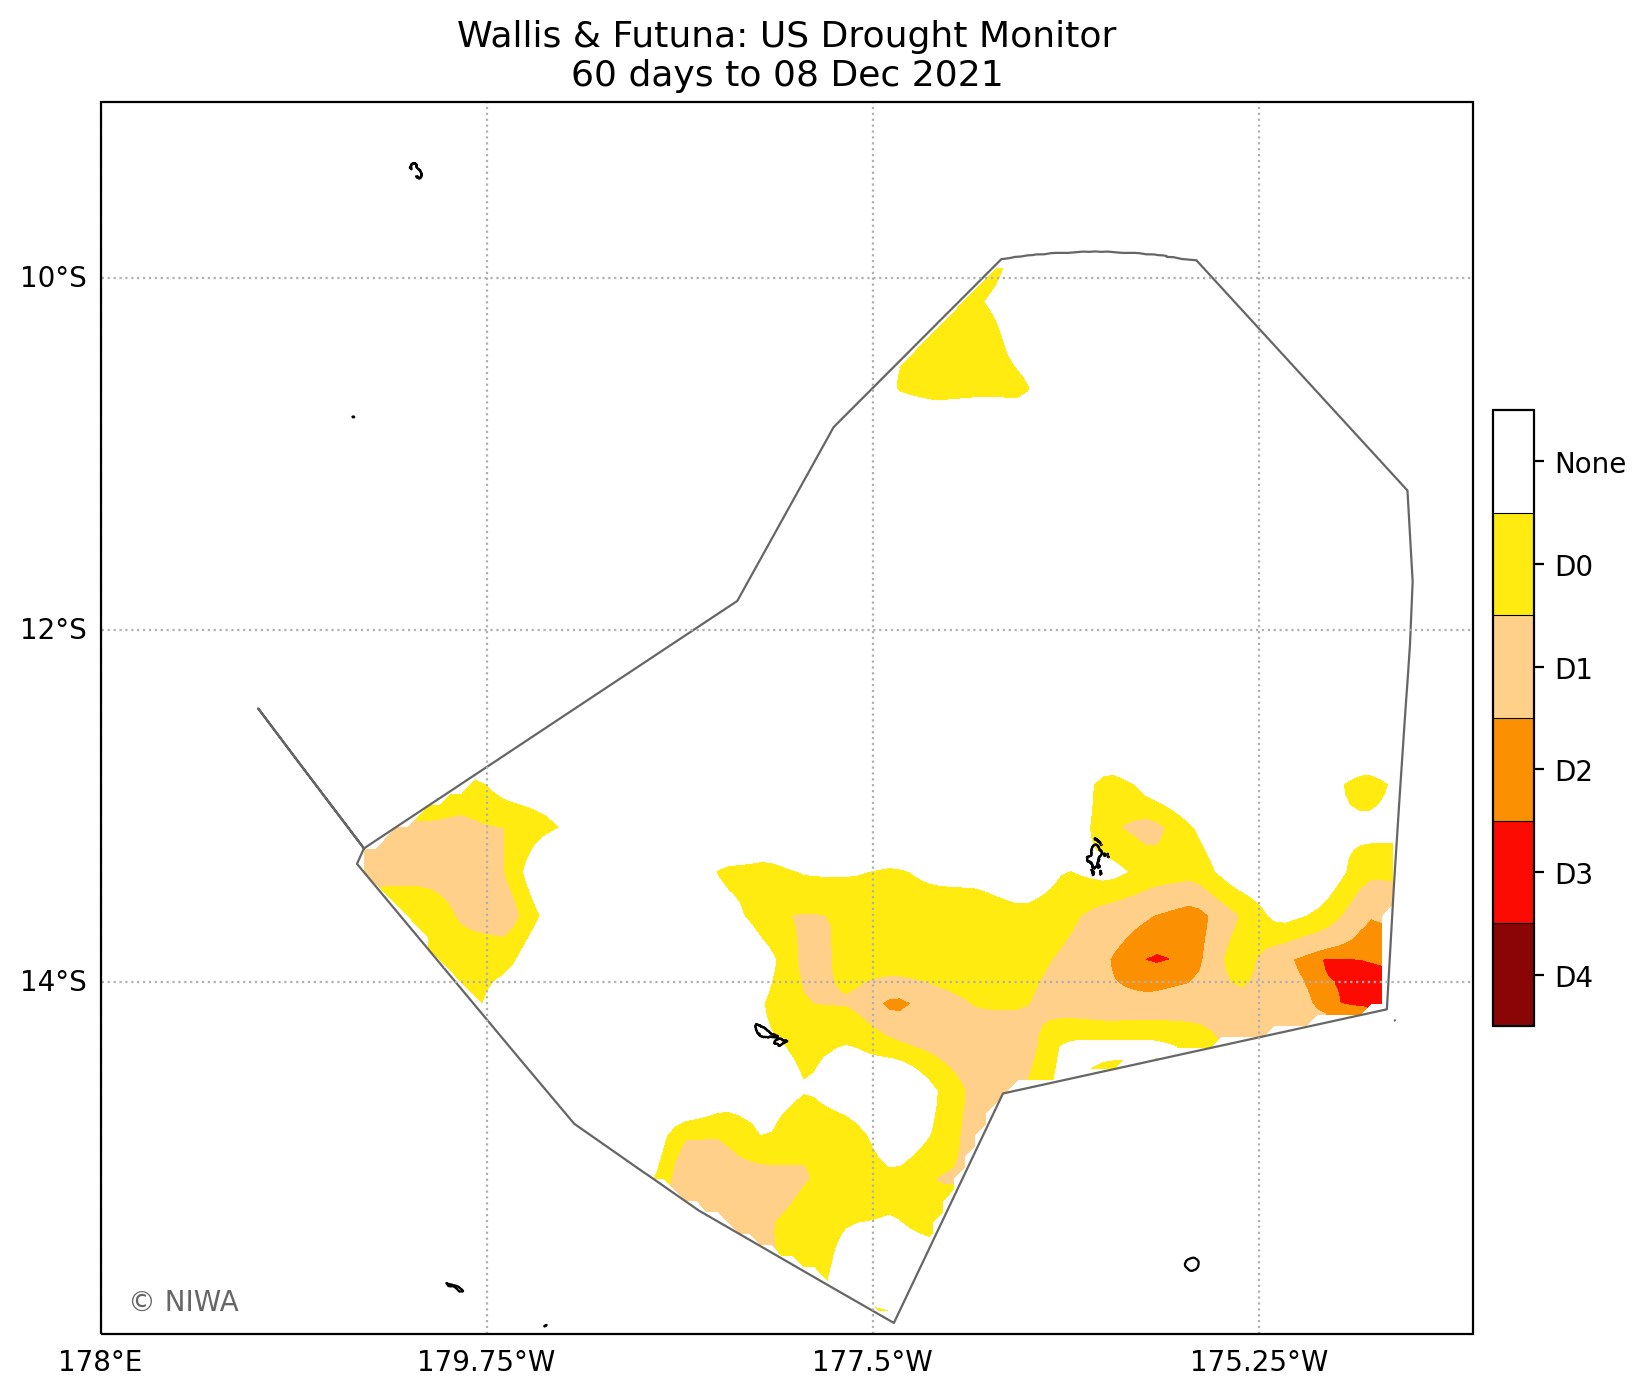 Wallis & Futuna: US Drought Monitor
60 days to 08 Dec 2021
10°S
12°S
14°S
None
D0
D1
D2
D3
D4
© NIWA
178°E
179.75°W
177.5°W
175.25°W